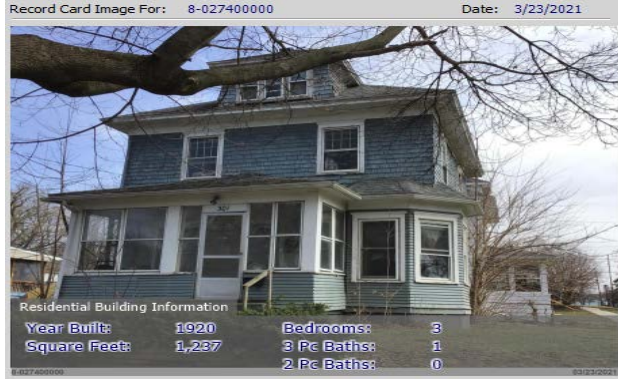 Record Card Image For: 8-027400000 Date: 3/23/2021
Residential Building Information
Year Built: 1920 Bedrooms: 3
Square Feet: 1,237 3 Pc Baths: 1
2 Pc Baths: 0
8-027400000 03/23/2021